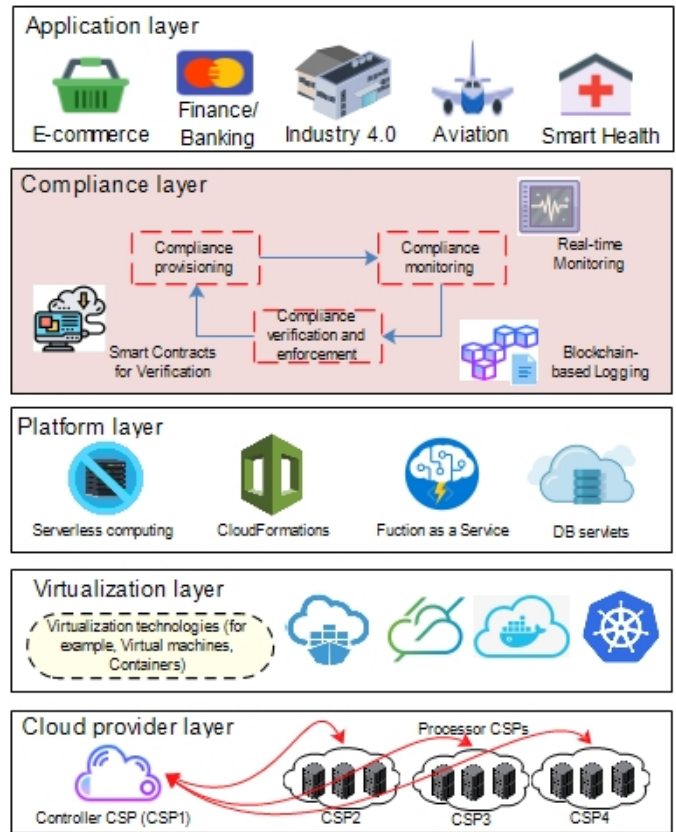 Application layer
E-commerce
Finance/
Banking
Industry 4.0
Aviation
Smart Health
Compliance layer
Compliance
provisioning
Compliance
monitoring
Real-time
Monitoring
Compliance
verification and
enforcement
Smart Contracts
for Verification
Blockchain-
based Logging
Platform layer
Serverless computing
CloudFormations
Fuction as a Service
DB servlets
Virtualization layer
Virtualization technologies (for
example, Virtual machines,
Containers)
Cloud provider layer
Processor CSPs
Controller CSP (CSP1)
CSP2
CSP3
CSP4